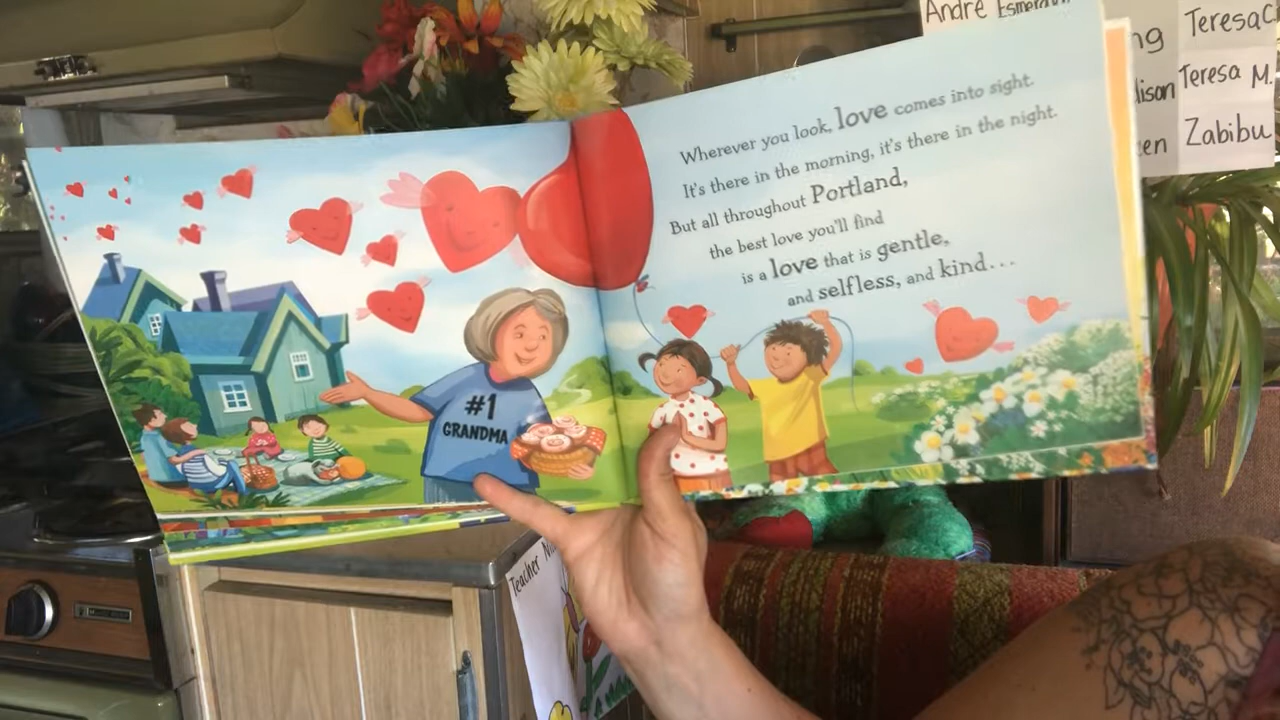 Wherever you look, love comes into sight.
It's there in the morning, it's there in the night.
But all throughout Portland,
the best love you'll find
is a love that is gentle,
and selfless, and kind...
#1
GRANDMA
Andre
Teresa C
Teresa M.
Zabibu
Teacher